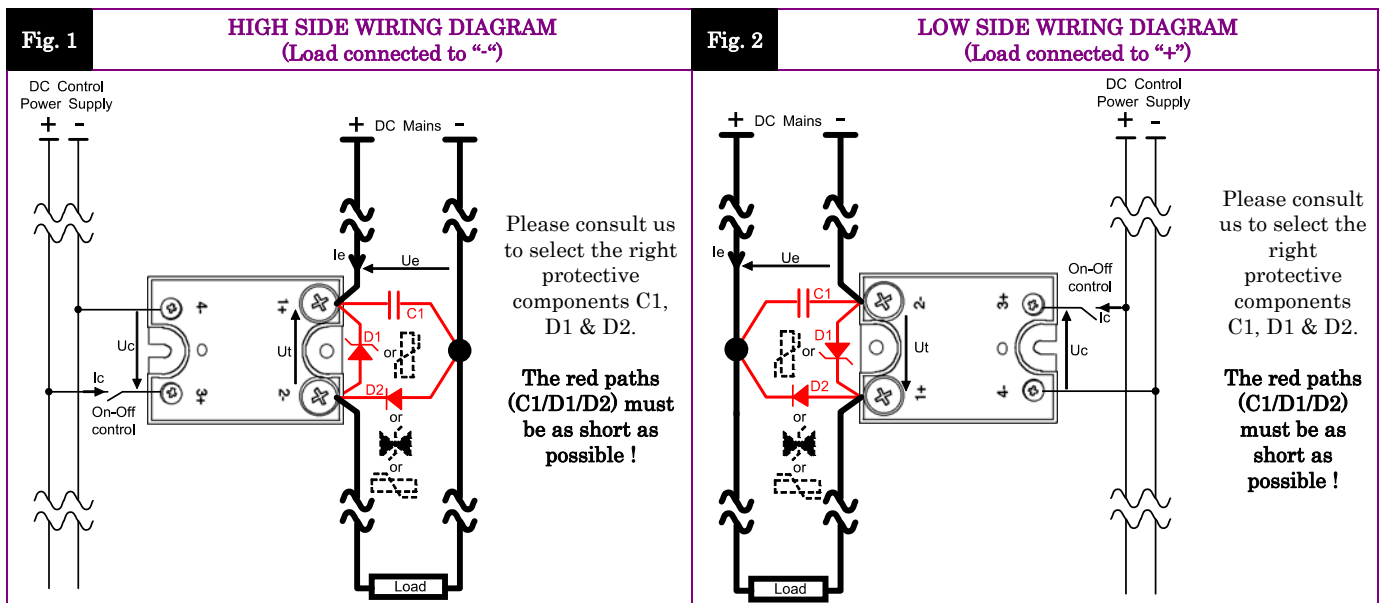 Fig. 1
HIGH SIDE WIRING DIAGRAM
(Load connected to “-“)
DC Control
Power Supply
+ -
+ DC Mains -
Ie
Ue
4-
1+
C1
Uc
Ut
D1
or
Ic
3+
2-
D2
On-Off
control
or
or
Load
Please consult us
to select the right
protective
components C1,
D1 & D2.
The red paths
(C1/D1/D2) must
be as short as
possible !
Fig. 2
LOW SIDE WIRING DIAGRAM
(Load connected to “+”)
DC Control
Power Supply
+ -
+ DC Mains -
Ie
Ue
On-Off
control
C1
2-
3+
Ic
D1
or
Ut
Uc
D2
1+
4-
or
or
Load
Please consult
us to select the
right
protective
components
C1, D1 & D2.
The red paths
(C1/D1/D2)
must be as
short as
possible !